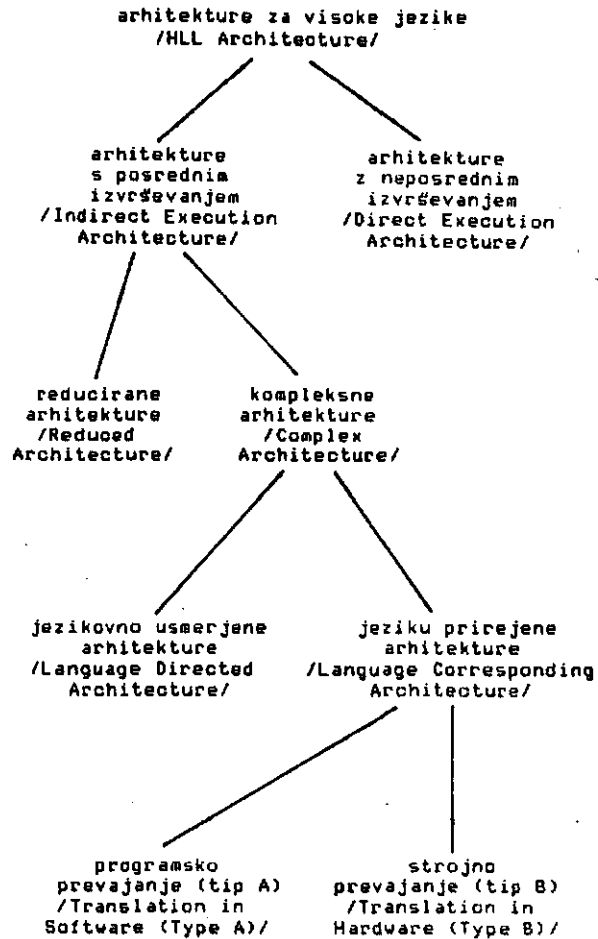 arhitekture za visoke jezike
/HLL Architecture/
arhitekture
s posrednim
izvrševanjem
/Indirect Execution
Architecture/
arhitekture
z neposrednim
izvrševanjem
/Direct Execution
Architecture/
reducirane
arhitekture
/Reduced
Architecture/
kompleksne
arhitekture
/Complex
Architecture/
jezikovno usmerjene
arhitekture
/Language Directed
Architecture/
jeziku prirejene
arhitekture
/Language Corresponding
Architecture/
programsko
prevajanje (tip A)
/Translation in
Software (Type A)/
strojno
prevajanje (tip B)
/Translation in
Hardware (Type B)/